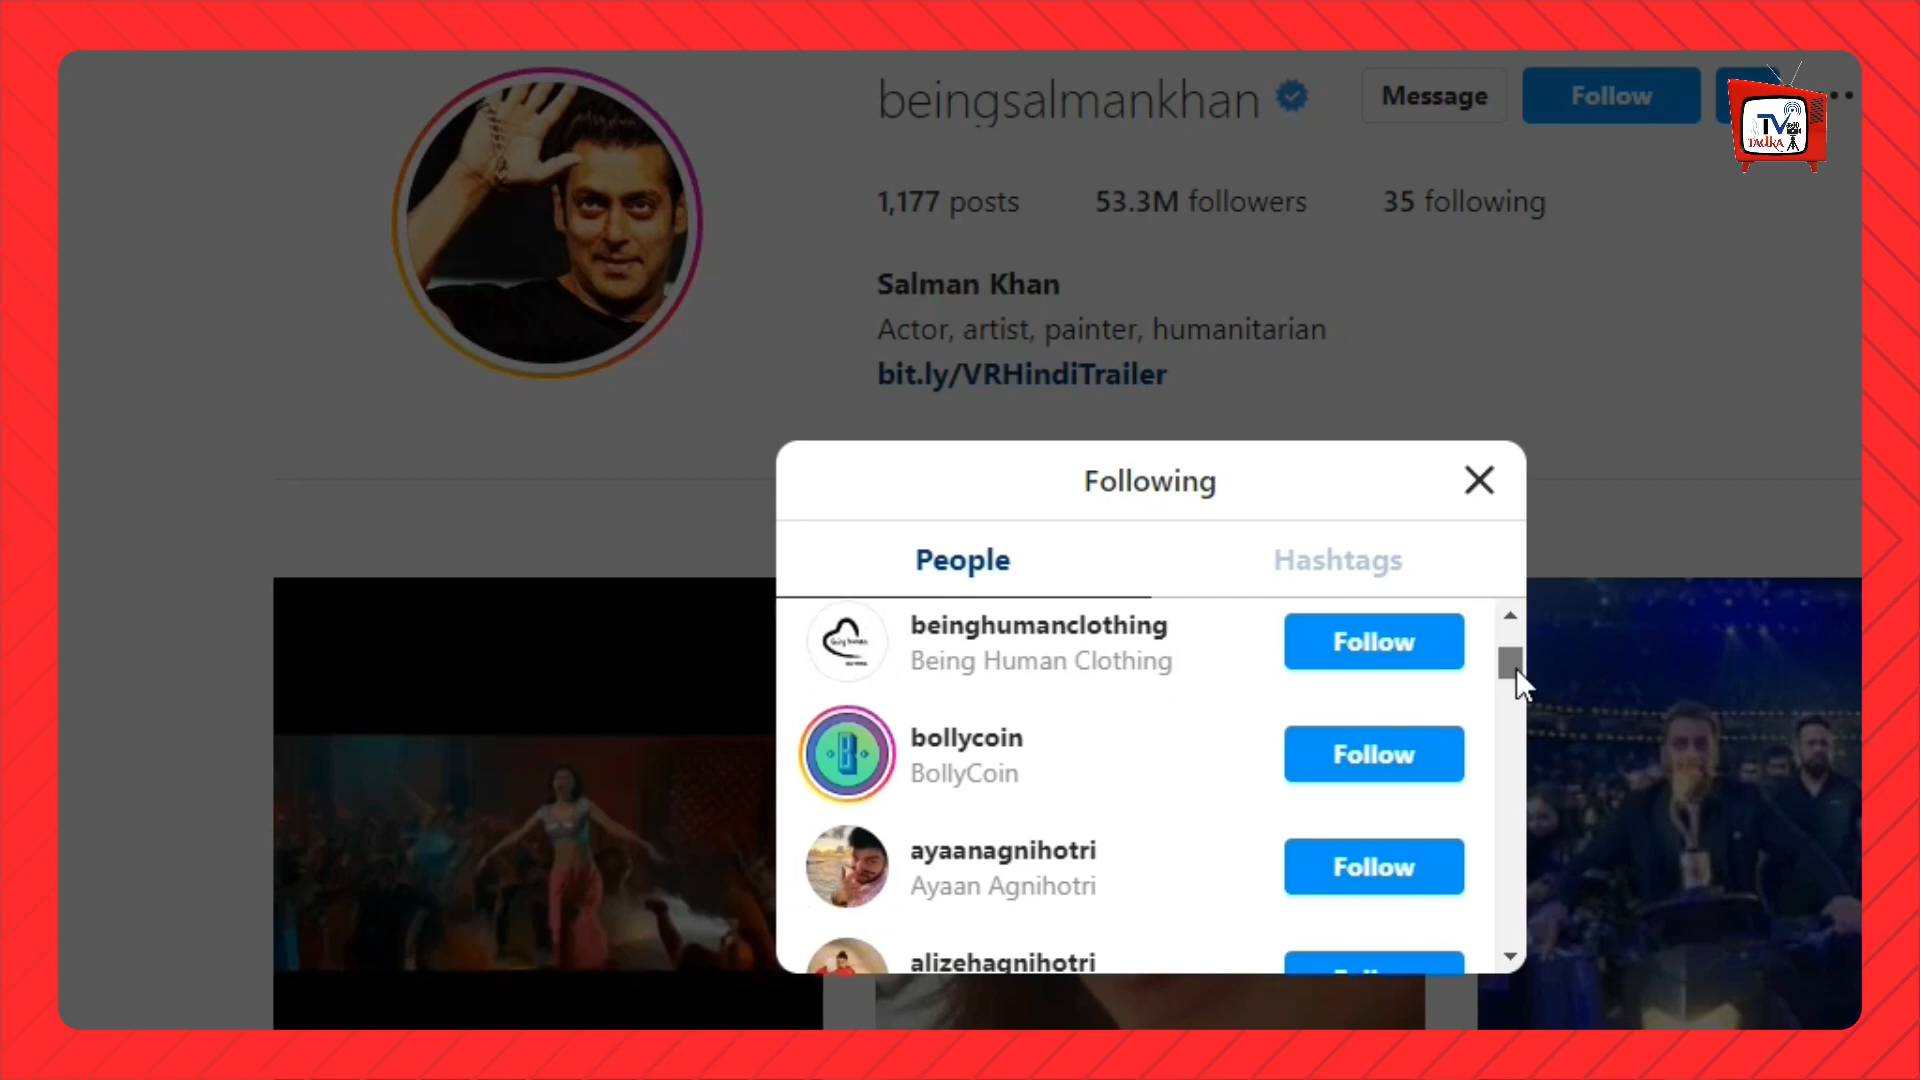 beingsalmankhan
Message
Follow
1,177 posts
53.3M followers
35 following
Salman Khan
Actor, artist, painter, humanitarian
bit.ly/VRHindiTrailer
TV
TADKA
Following
People
Hashtags
beinghumanclothing
Being Human Clothing
Follow
bollycoin
BollyCoin
Follow
ayaanagnihotri
Ayaan Agnihotri
Follow
alizehagnihotri